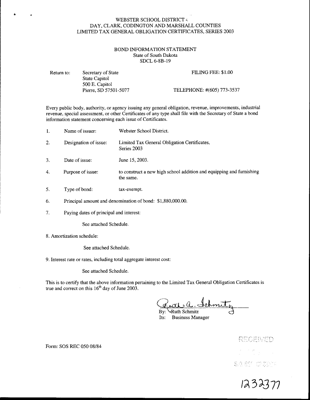 WEBSTER SCHOOL DISTRICT -
DAY, CLARK, CODINGTON AND MARSHALL COUNTIES
LIMITED TAX GENERAL OBLIGATION CERTIFICATES, SERIES 2003
BOND INFORMATION STATEMENT
State of South Dakota
SDCL 6-8B-19
Return to: Secretary of State FILING FEE: $1.00
State Capitol
500 E. Capitol
Pierre, SD 57501-5077 TELEPHONE: #(605) 773-3537
Every public body, authority, or agency issuing any general obligation, revenue, improvements, industrial
revenue, special assessment, or other Certificates of any type shall file with the Secretary of State a bond
information statement concerning each issue of Certificates.
1. Name of issuer: Webster School District.
2. Designation of issue: Limited Tax General Obligation Certificates,
Series 2003
3. Date of issue: June 15, 2003.
4. Purpose of issue: to construct a new high school addition and equipping and furnishing
the same.
5. Type of bond: tax-exempt.
6. Principal amount and denomination of bond: $1,880,000.00.
7. Paying dates of principal and interest:
See attached Schedule.
8. Amortization schedule:
See attached Schedule.
9. Interest rate or rates, including total aggregate interest cost:
See attached Schedule.
This is to certify that the above information pertaining to the Limited Tax General Obligation Certificates is
true and correct on this 16th day of June 2003.
Ruth A. Schmitz
By: Ruth Schmitz
Its: Business Manager
Form: SOS REC 050 08/84
RECEIVED
1232377